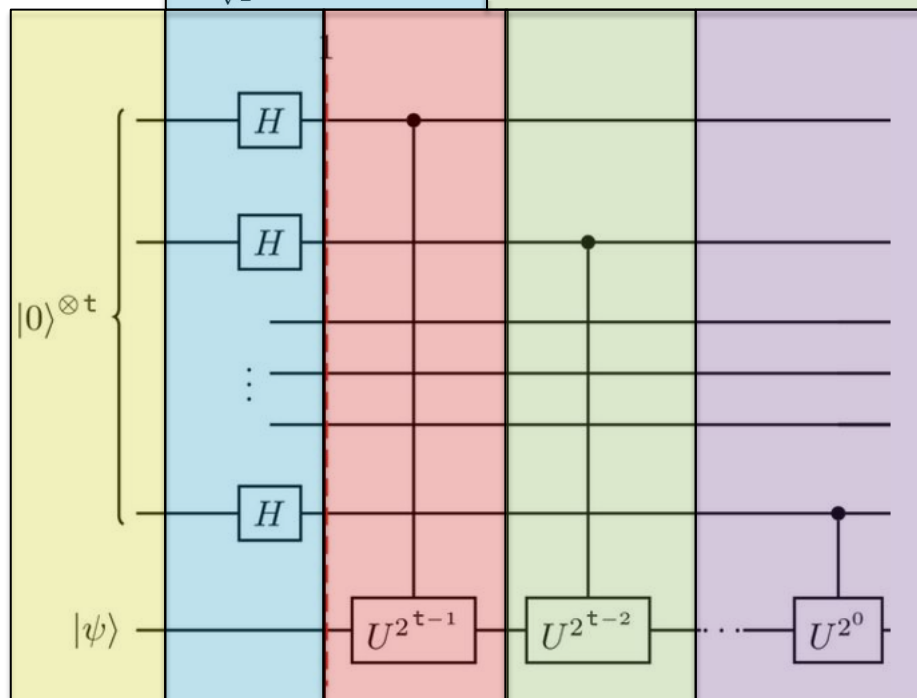 1
H
H
|0⟩^{⊗ t}
⋮
H
|ψ⟩
U^{2^{t-1}}
U^{2^{t-2}}
...
U^{2^0}